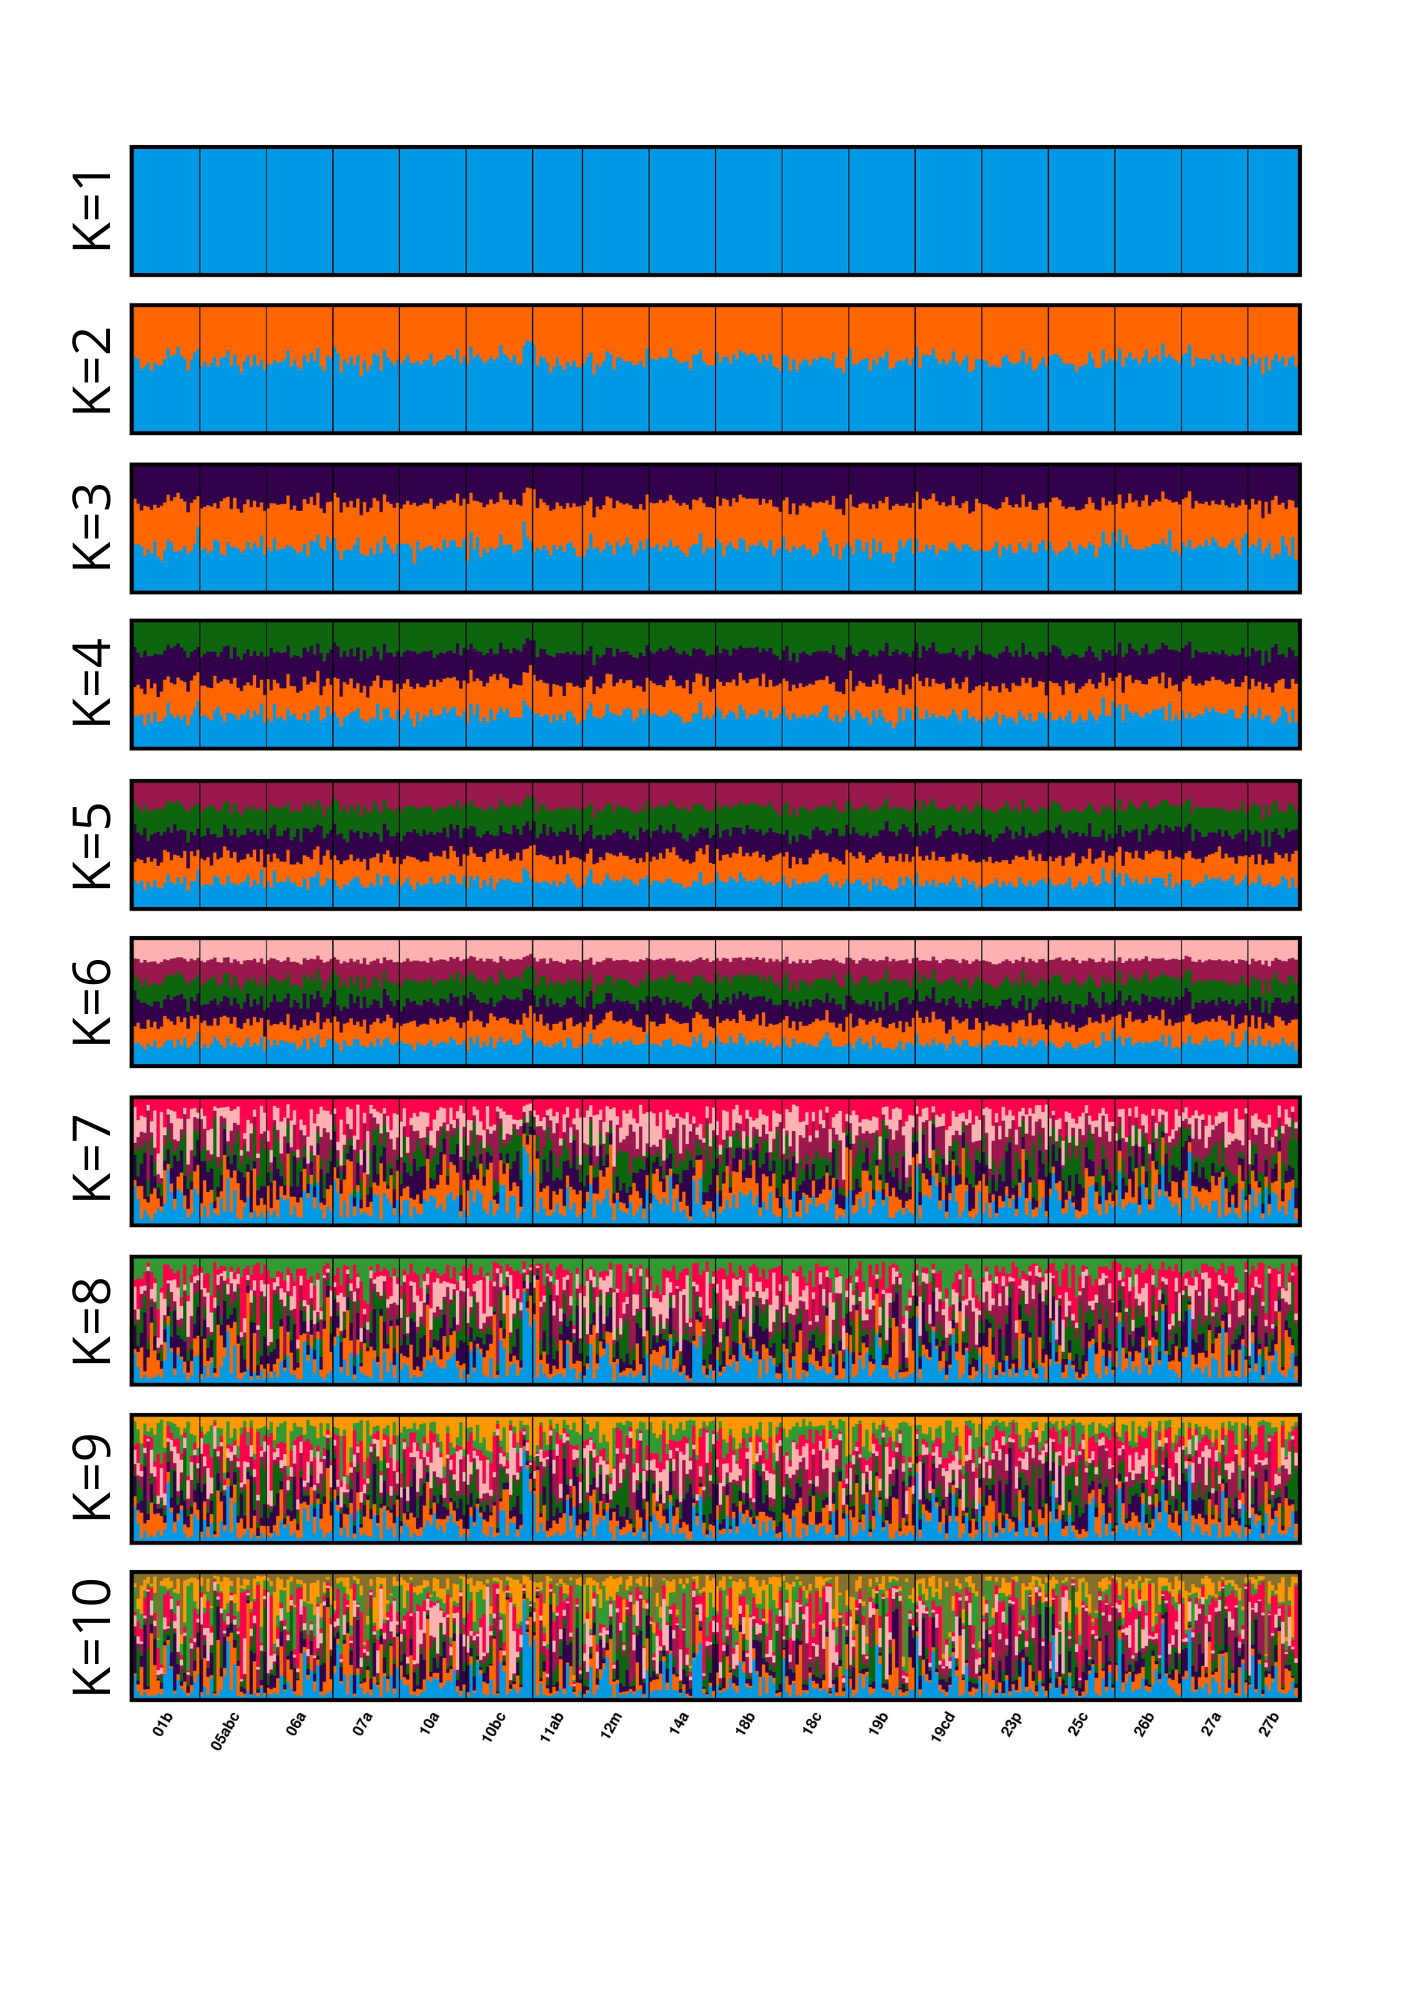 K=1
K=2
K=3
K=4
K=5
K=6
K=7
K=8
K=9
K=10
01b 05abc 06a 07a 10a 10bc 11ab 12m 14a 18b 18c 19b 19cd 23p 25c 26b 27a 27b